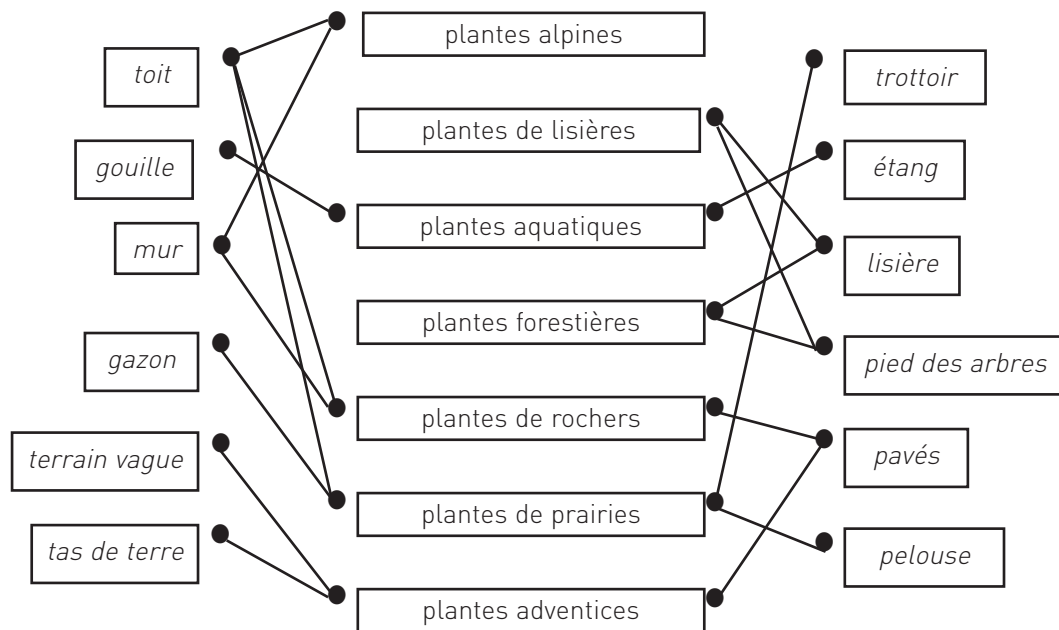 toit
gouille
mur
gazon
terrain vague
tas de terre
plantes alpines
plantes de lisières
plantes aquatiques
plantes forestières
plantes de rochers
plantes de prairies
plantes adventices
trottoir
étang
lisière
pied des arbres
pavés
pelouse